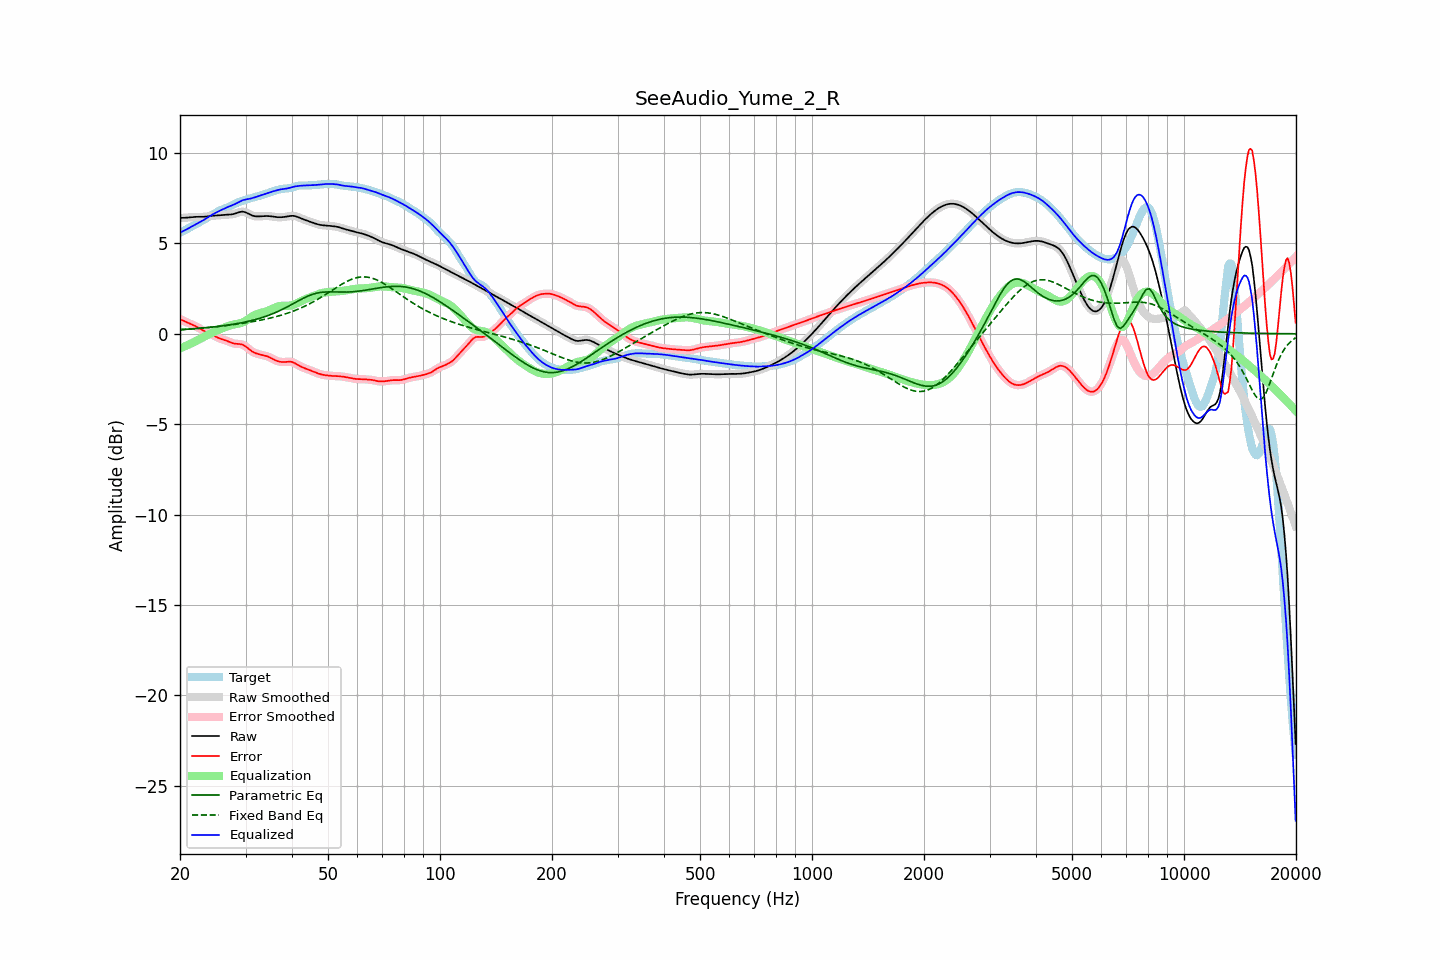 SeeAudio_Yume_2_R
Amplitude (dBr)
10
5
0
−5
−10
−15
−20
−25
Target
Raw Smoothed
Error Smoothed
Raw
Error
Equalization
Parametric Eq
Fixed Band Eq
Equalized
20 50 100 200 500 1000 2000 5000 10000 20000
Frequency (Hz)